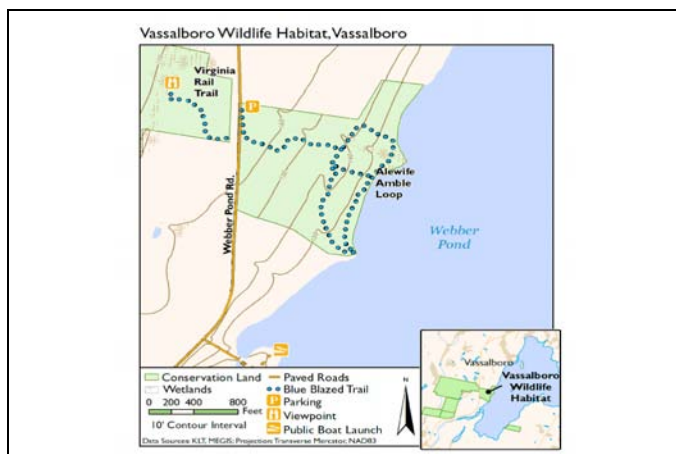 Vassalboro Wildlife Habitat, Vassalboro
Virginia
Rail
Trail
P
Webber Pond Rd.
Alewife
Amble
Loop
Webber
Pond
Conservation Land
Wetlands
0 200 400 800
Feet
10' Contour Interval
Paved Roads
Blue Blazed Trail
P Parking
Viewpoint
Public Boat Launch
N
Data Sources: KLT, MEGIS; Projection: Transverse Mercator, NAD83
Vassalboro
Vassalboro
Wildlife
Habitat